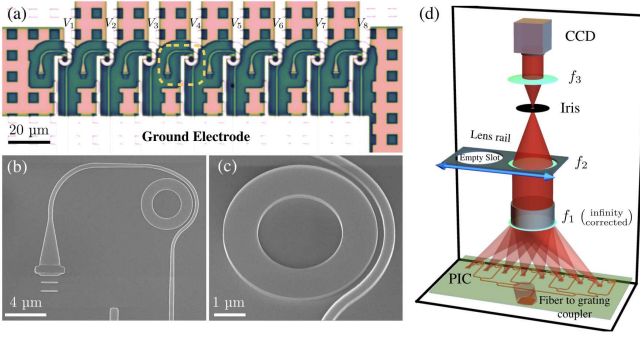 (a)
V1 V2 V3 V4 V5 V6 V7 V8
20 µm
Ground Electrode
(b)
4 µm
(c)
1 µm
(d)
CCD
f3
Iris
Lens rail
Empty Slot
f2
f1 (infinity corrected)
PIC
Fiber to grating
coupler